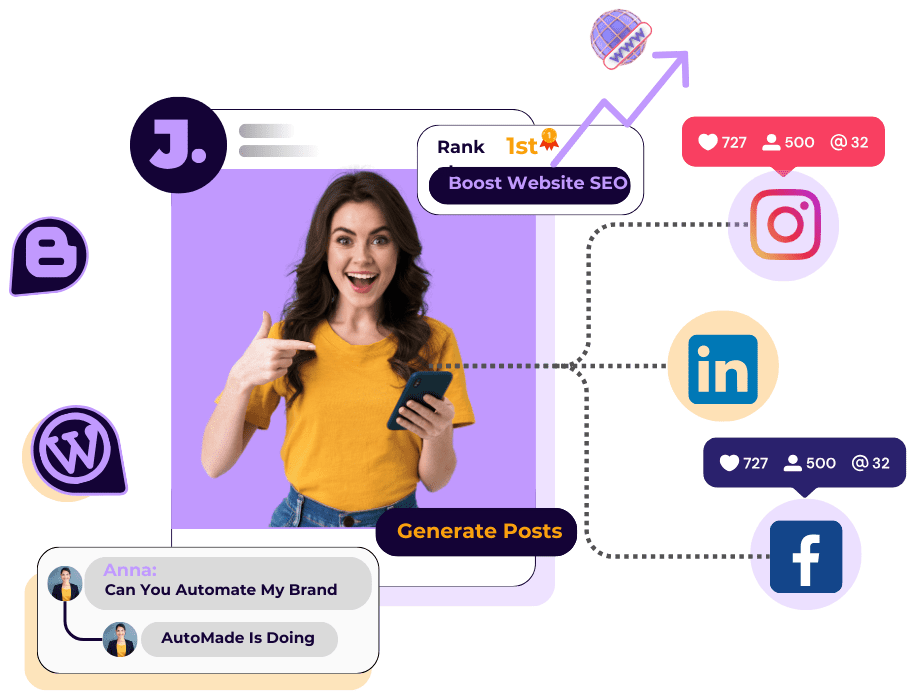 WWW
J.
Rank 1st
1
Boost Website SEO
727 500 @ 32
B
in
W
727 500 @ 32
Generate Posts
f
Anna:
Can You Automate My Brand
AutoMade Is Doing